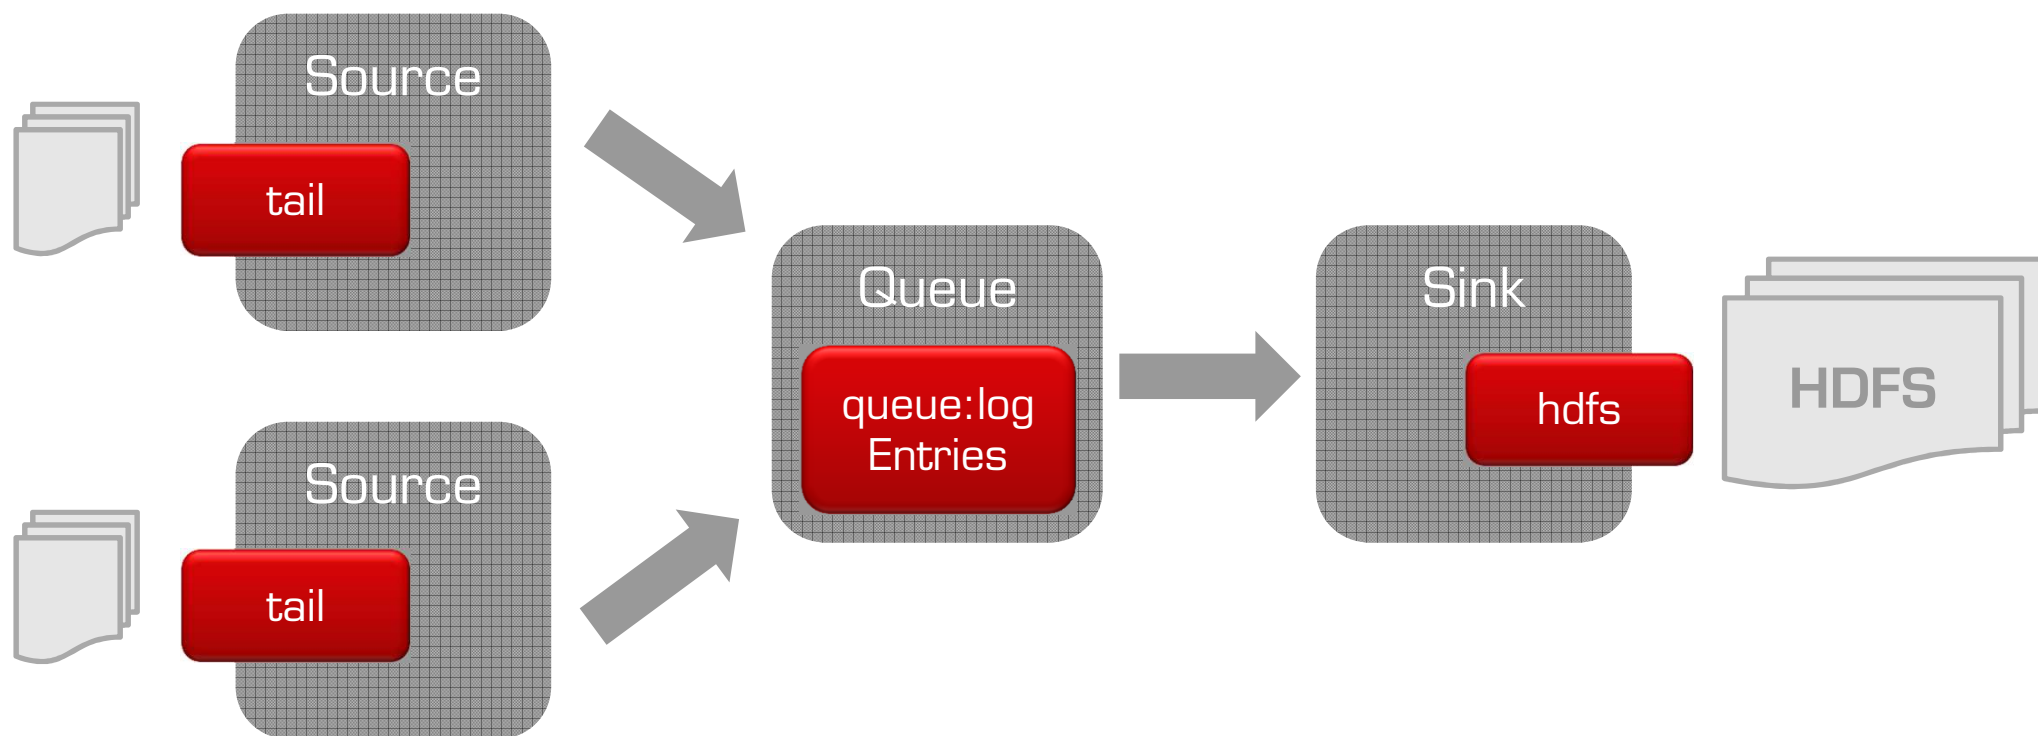 Source
tail
Source
tail
Queue
queue:log
Entries
Sink
hdfs
HDFS